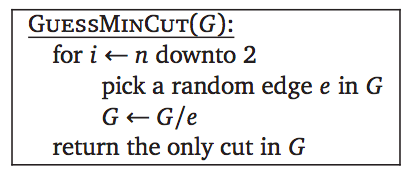 GUESSMINCUT(G):
for i ← n downto 2
pick a random edge e in G
G ← G/e
return the only cut in G